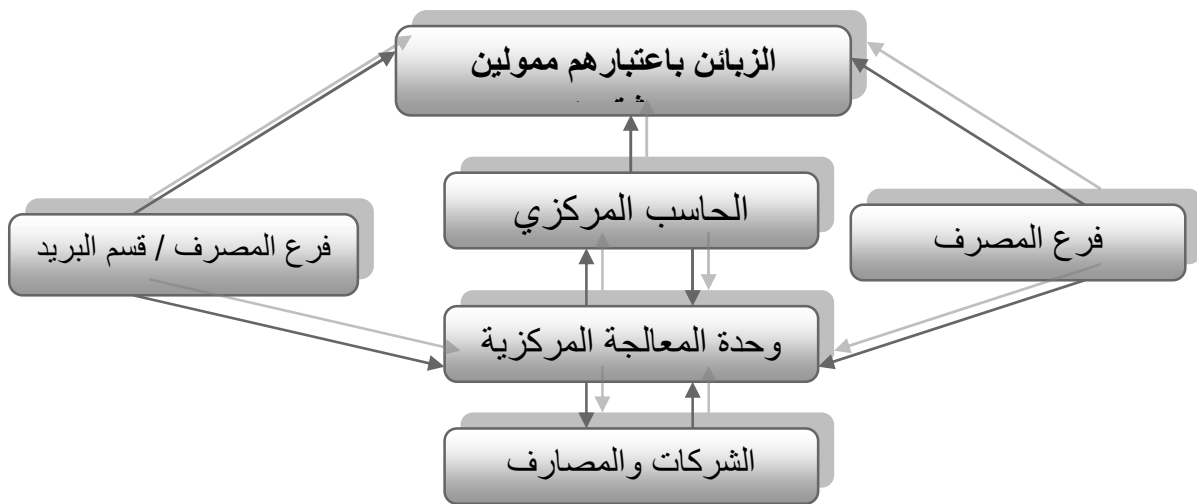 الزبائن باعتبارهم ممولين
الحاسب المركزي
فرع المصرف
فرع المصرف / قسم البريد
وحدة المعالجة المركزية
الشركات والمصارف